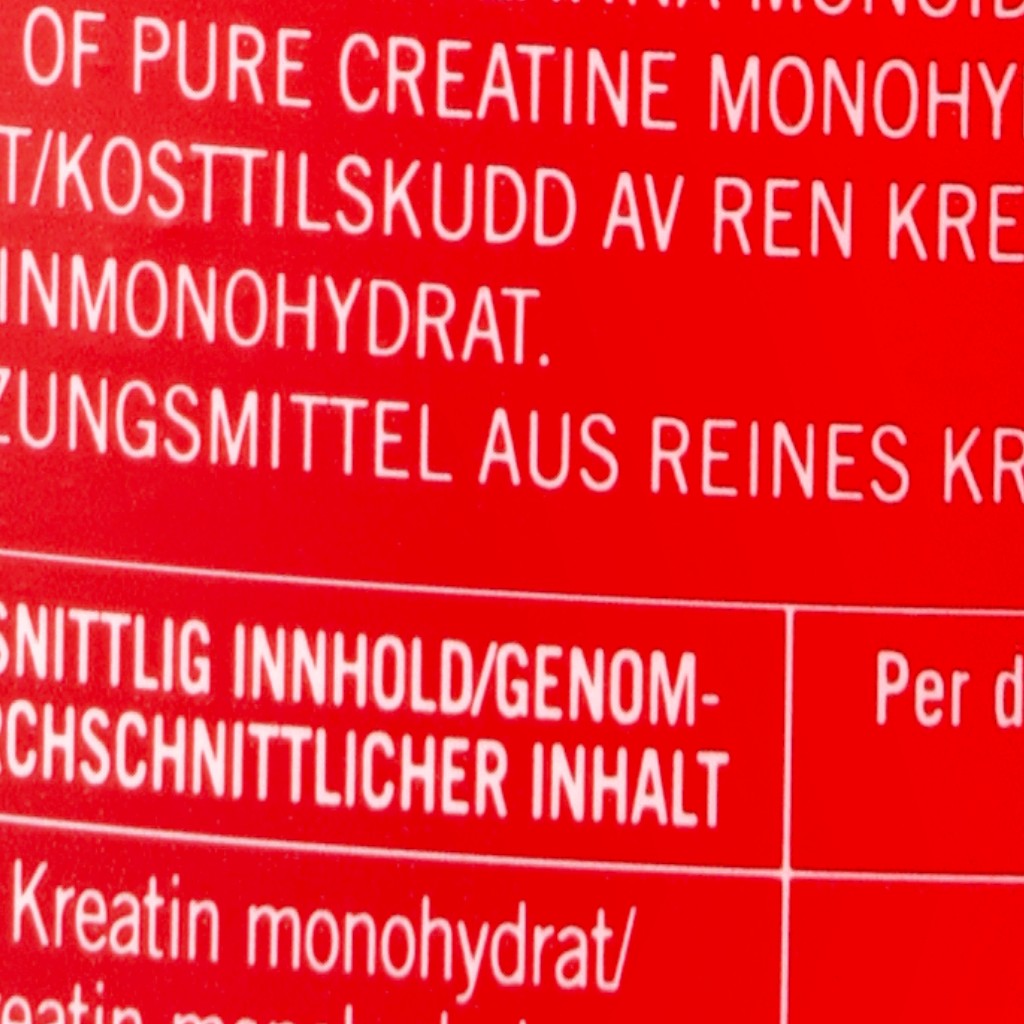 OF PURE CREATINE MONOHY
T/KOSTTILSKUDD AV REN KRE
INMONOHYDRAT.
ZUNGSMITTEL AUS REINES KR
SNITTLIG INNHOLD/GENOM-
RCHSCHNITTLICHER INHALT
Per d
Kreatin monohydrat/